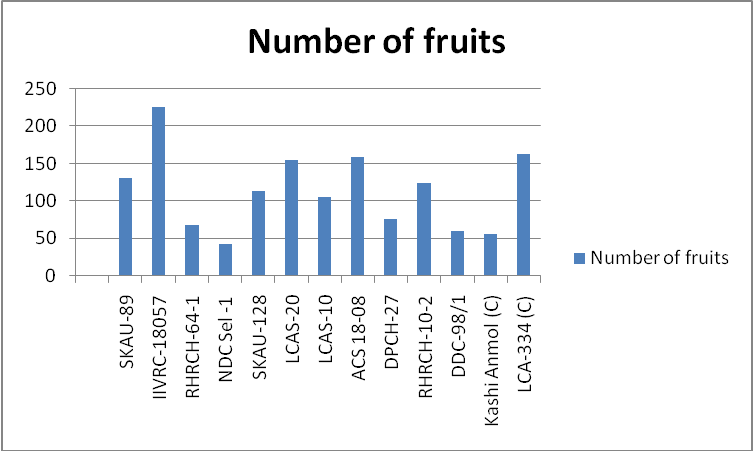 Number of fruits
250
200
150
100
50
0
SKAU-89
IIVRC-18057
RHRCH-64-1
NDC Sel -1
SKAU-128
LCAS-20
LCAS-10
ACS 18-08
DPCH-27
RHRCH-10-2
DDC-98/1
Kashi Anmol (C)
LCA-334 (C)
Number of fruits